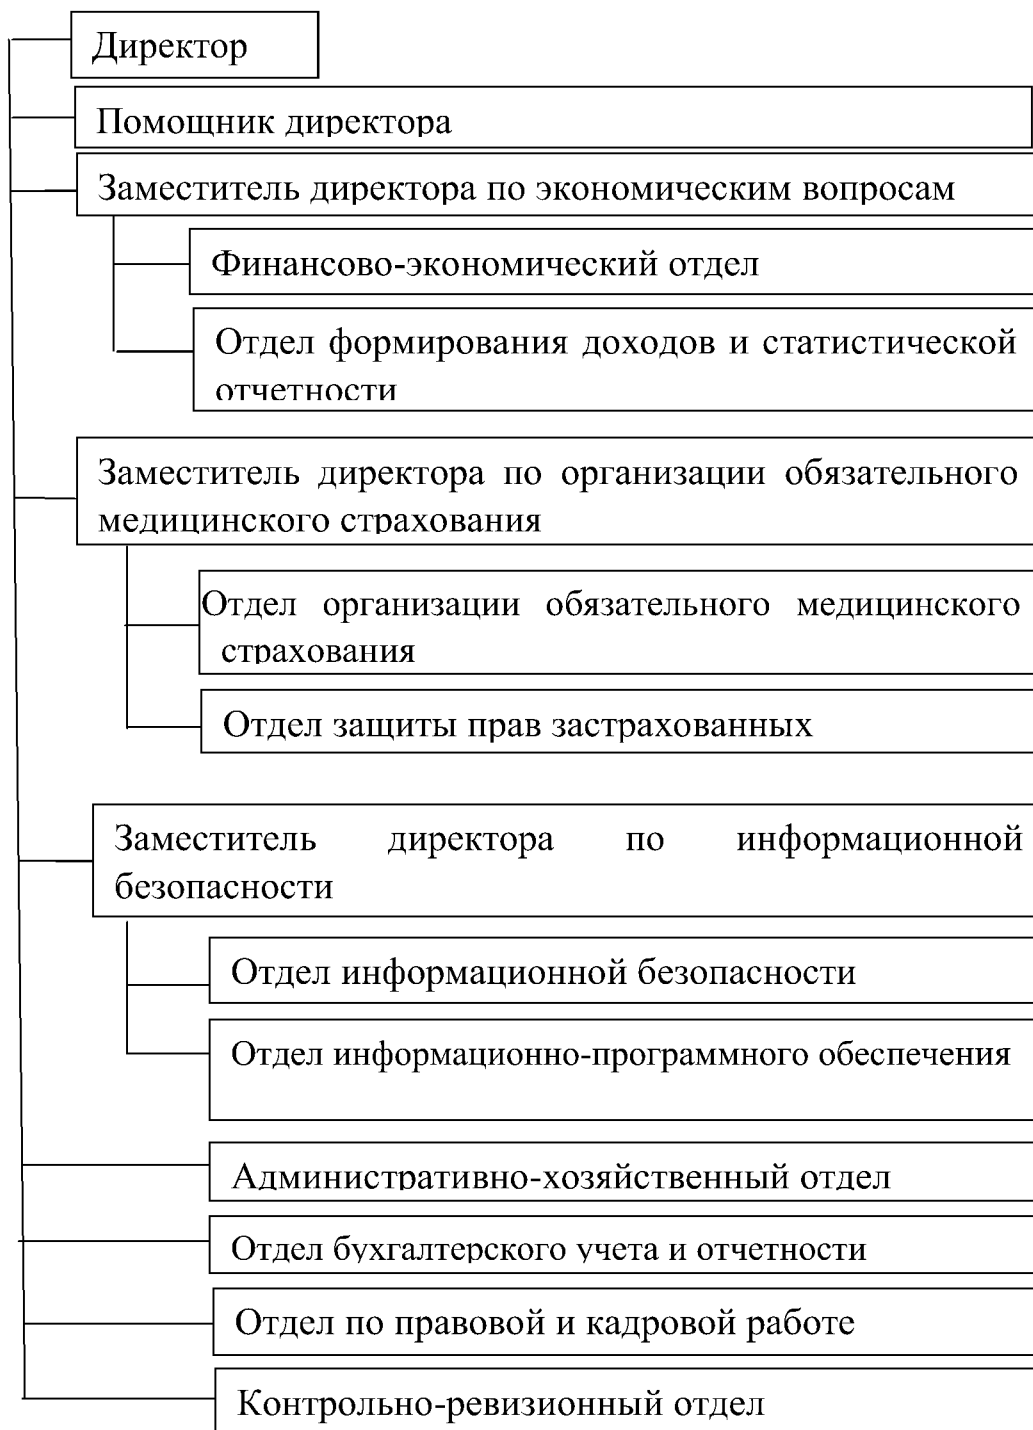 Директор
Помощник директора
Заместитель директора по экономическим вопросам
Финансово-экономический отдел
Отдел формирования доходов и статистической
отчетности
Заместитель директора по организации обязательного
медицинского страхования
Отдел организации обязательного медицинского
страхования
Отдел защиты прав застрахованных
Заместитель директора по информационной
безопасности
Отдел информационной безопасности
Отдел информационно-программного обеспечения
Административно-хозяйственный отдел
Отдел бухгалтерского учета и отчетности
Отдел по правовой и кадровой работе
Контрольно-ревизионный отдел